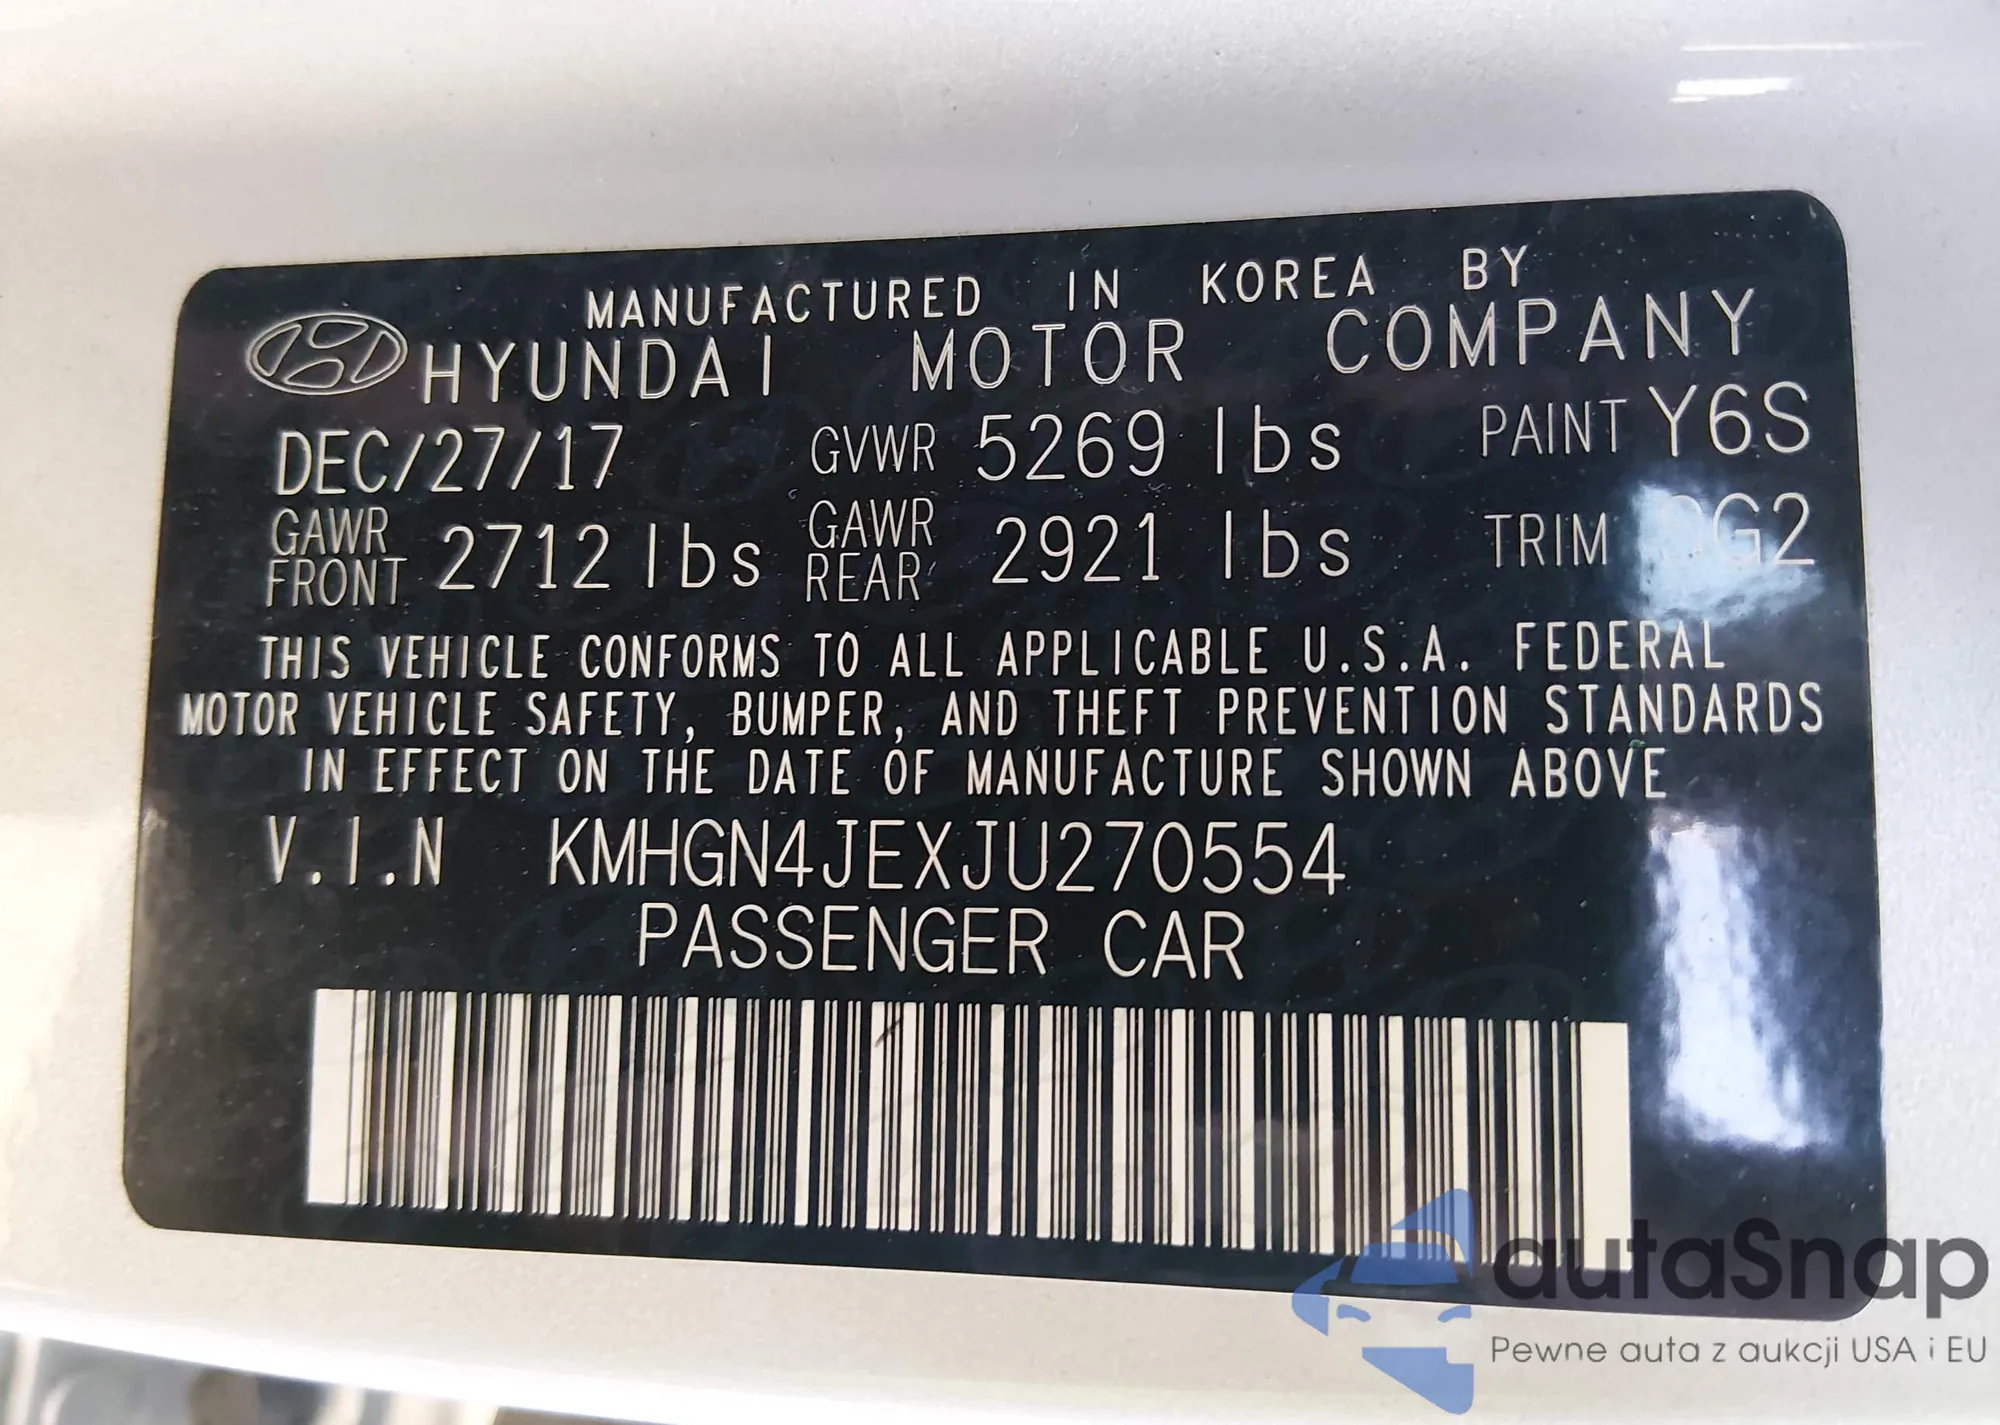 MANUFACTURED IN KOREA BY
HYUNDAI MOTOR COMPANY
DEC/27/17 GVWR 5269 lbs PAINT Y6S
GAWR FRONT 2712 lbs GAWR REAR 2921 lbs TRIM
THIS VEHICLE CONFORMS TO ALL APPLICABLE U.S.A. FEDERAL
MOTOR VEHICLE SAFETY, BUMPER, AND THEFT PREVENTION STANDARDS
IN EFFECT ON THE DATE OF MANUFACTURE SHOWN ABOVE
V.I.N KMHGN4JEXJU270554
PASSENGER CAR
autaSnap
Pewne auta z aukcji USA i EU